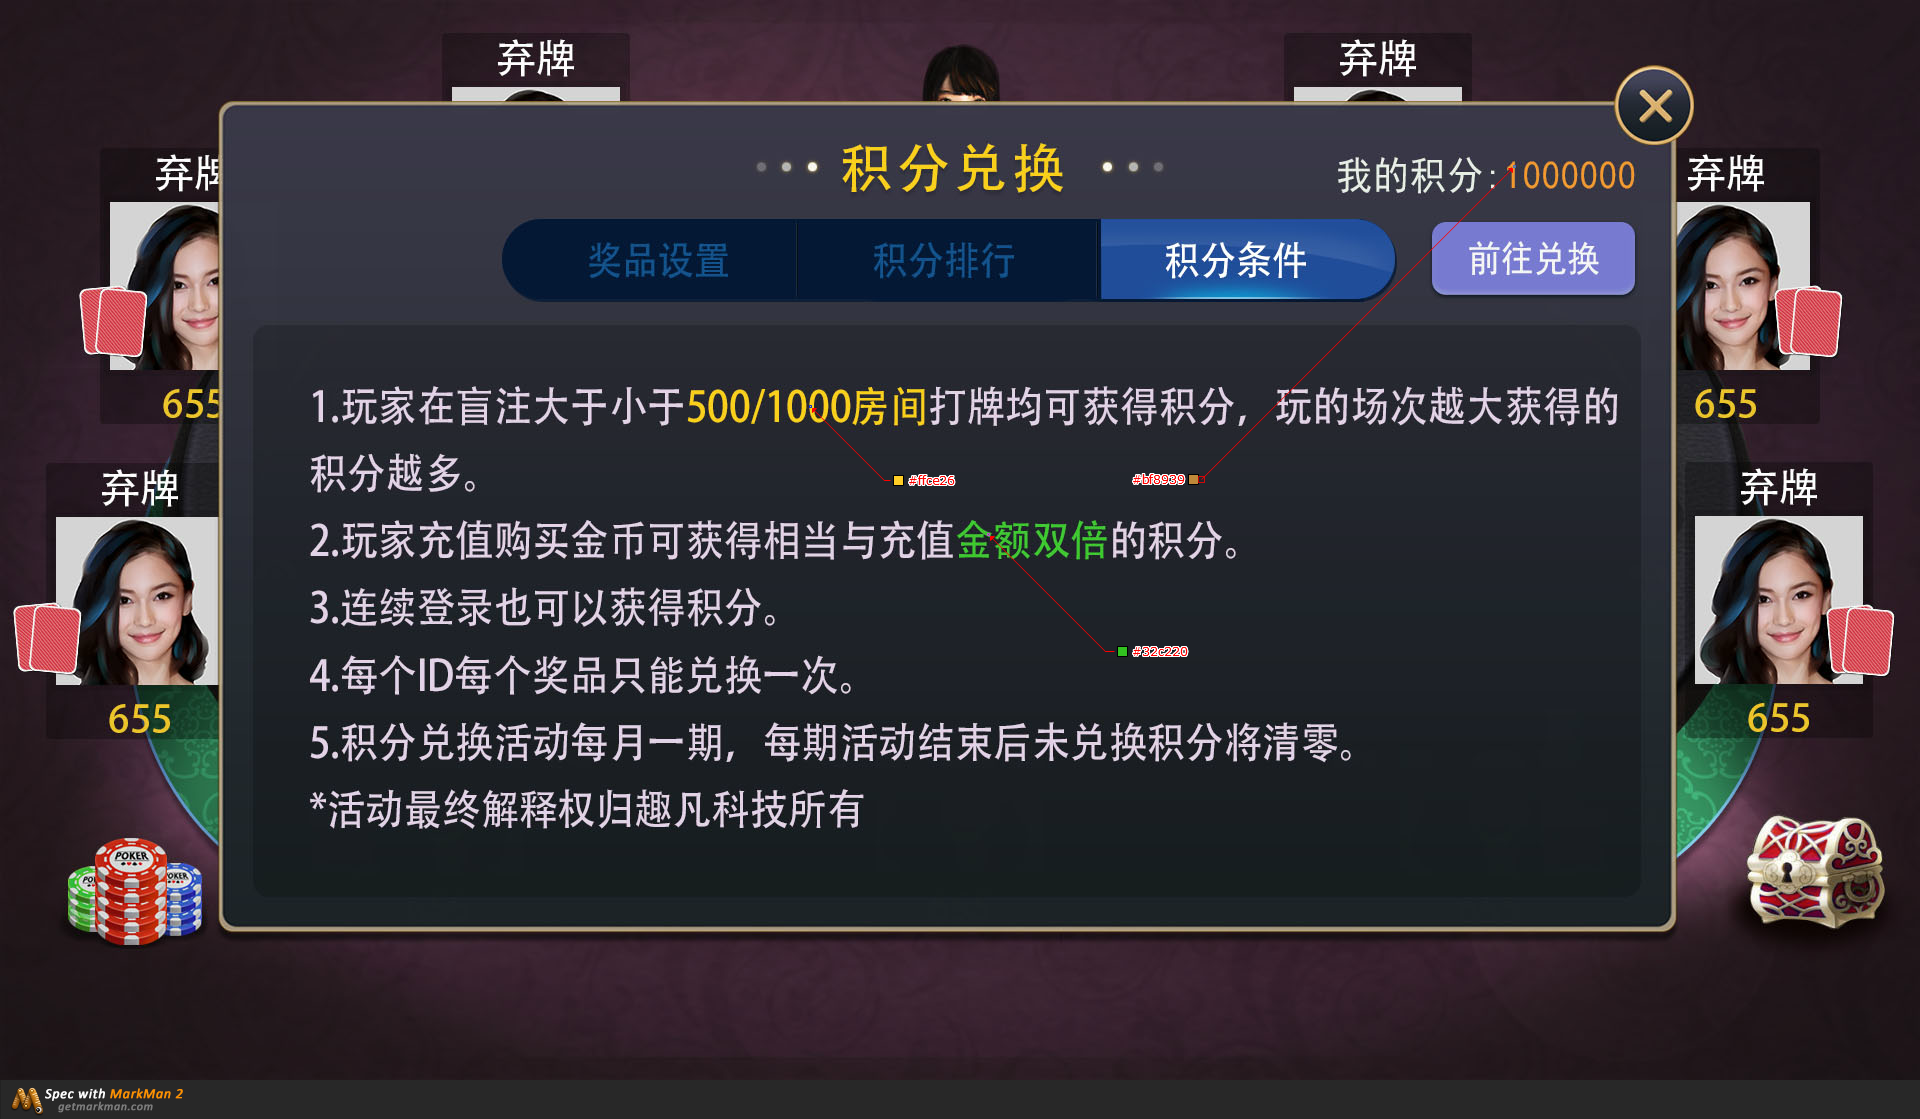 弃牌
弃牌
积分兑换
我的积分:1000000
弃牌
弃牌
奖品设置
积分排行
积分条件
前往兑换
655
655
1.玩家在盲注大于小于500/1000房间打牌均可获得积分，玩的场次越大获得的
积分越多。
#ffce26
#bf8939
弃牌
弃牌
2.玩家充值购买金币可获得相当与充值金额双倍的积分。
3.连续登录也可以获得积分。
#32c220
4.每个ID每个奖品只能兑换一次。
655
655
5.积分兑换活动每月一期，每期活动结束后未兑换积分将清零。
*活动最终解释权归趣凡科技所有
POKER
POKER
Spec with MarkMan 2
getmarkman.com